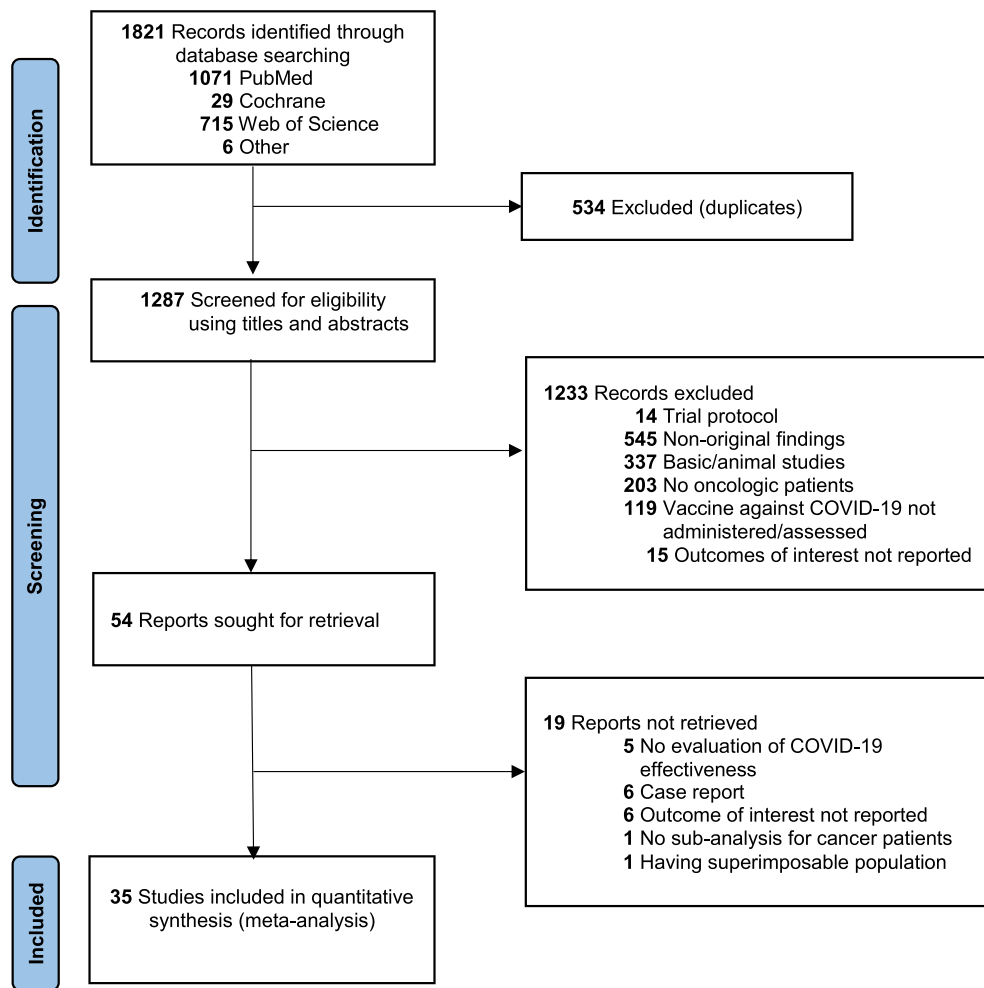 1821 Records identified through
database searching
1071 PubMed
29 Cochrane
715 Web of Science
6 Other
Identification
534 Excluded (duplicates)
1287 Screened for eligibility
using titles and abstracts
Screening
1233 Records excluded
14 Trial protocol
545 Non-original findings
337 Basic/animal studies
203 No oncologic patients
119 Vaccine against COVID-19 not
administered/assessed
15 Outcomes of interest not reported
54 Reports sought for retrieval
19 Reports not retrieved
5 No evaluation of COVID-19
effectiveness
6 Case report
6 Outcome of interest not reported
1 No sub-analysis for cancer patients
1 Having superimposable population
Included
35 Studies included in quantitative
synthesis (meta-analysis)